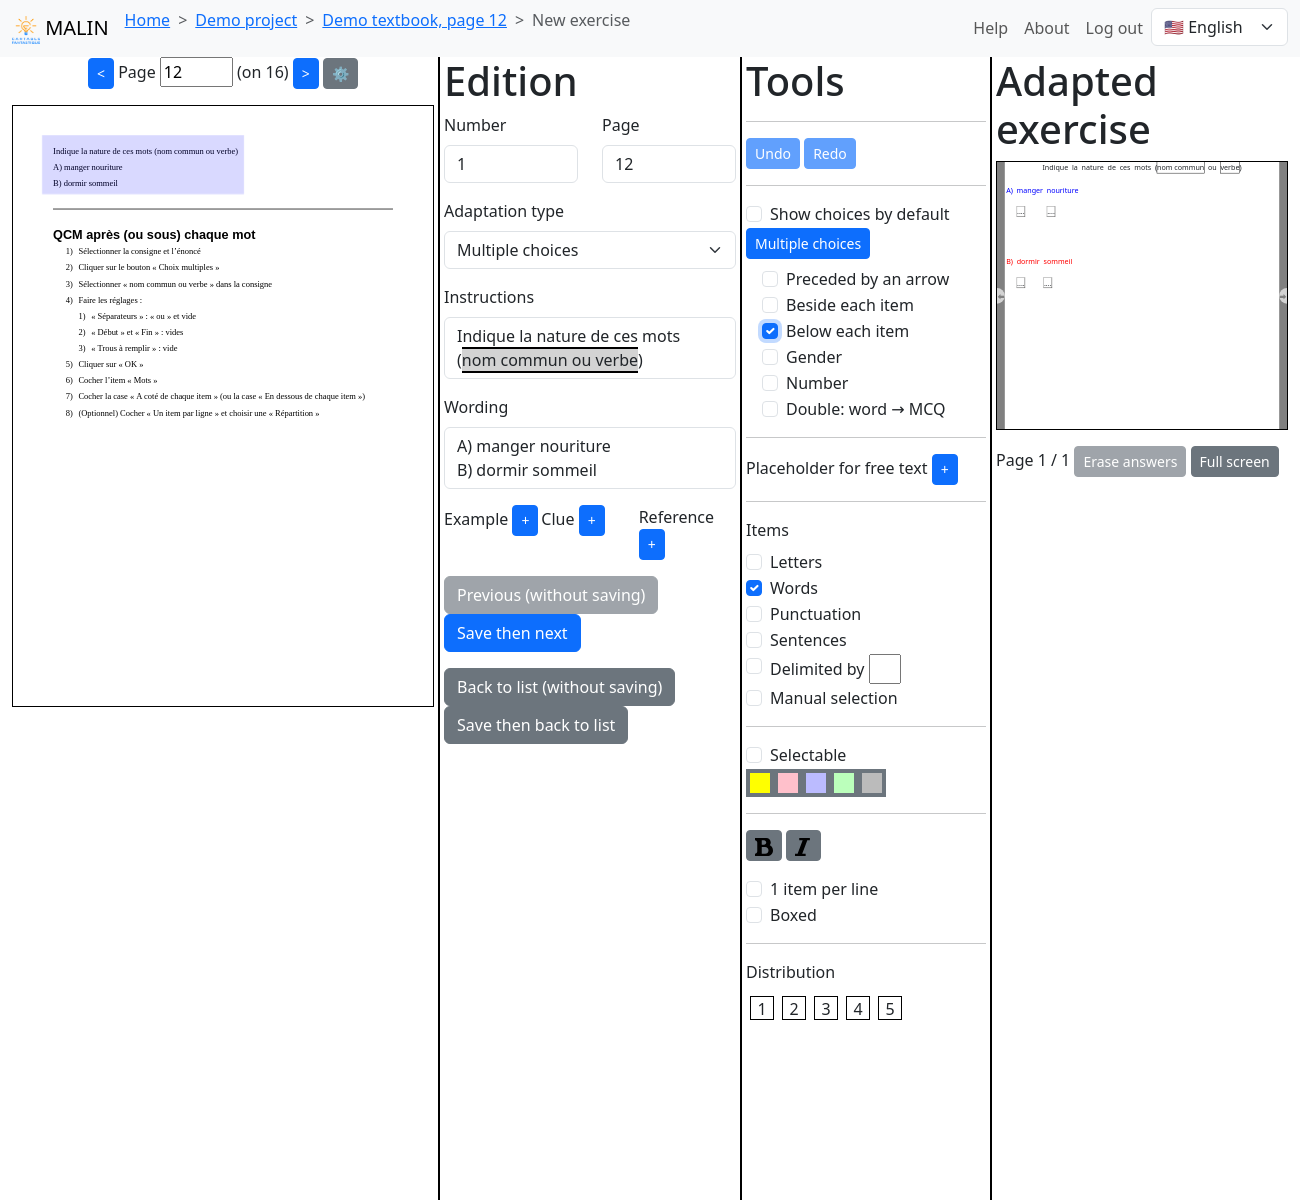 MALIN
Home > Demo project > Demo textbook, page 12 > New exercise
Help About Log out 🇺🇸 English
< Page 12 (on 16) > ⚙️
Indique la nature de ces mots (nom commun ou verbe)
A) manger nouriture
B) dormir sommeil
QCM après (ou sous) chaque mot
1) Sélectionner la consigne et l'énoncé
2) Cliquer sur le bouton « Choix multiples »
3) Sélectionner « nom commun ou verbe » dans la consigne
4) Faire les réglages :
1) « Séparateurs » : « ou » et vide
2) « Début » et « Fin » : vides
3) « Trous à remplir » : vide
5) Cliquer sur « OK »
6) Cocher l'item « Mots »
7) Cocher la case « A coté de chaque item » (ou la case « En dessous de chaque item »)
8) (Optionnel) Cocher « Un item par ligne » et choisir une « Répartition »
Edition
Number Page
1 12
Adaptation type
Multiple choices
Instructions
Indique la nature de ces mots
(nom commun ou verbe)
Wording
A) manger nouriture
B) dormir sommeil
Example + Clue + Reference
+
Previous (without saving)
Save then next
Back to list (without saving)
Save then back to list
Tools
Undo Redo
Show choices by default
Multiple choices
Preceded by an arrow
Beside each item
Below each item
Gender
Number
Double: word → MCQ
Placeholder for free text +
Items
Letters
Words
Punctuation
Sentences
Delimited by
Manual selection
Selectable
B I
1 item per line
Boxed
Distribution
1 2 3 4 5
Adapted
exercise
Indique la nature de ces mots (nom commun ou verbe)
A) manger nouriture
B) dormir sommeil
Page 1 / 1 Erase answers Full screen